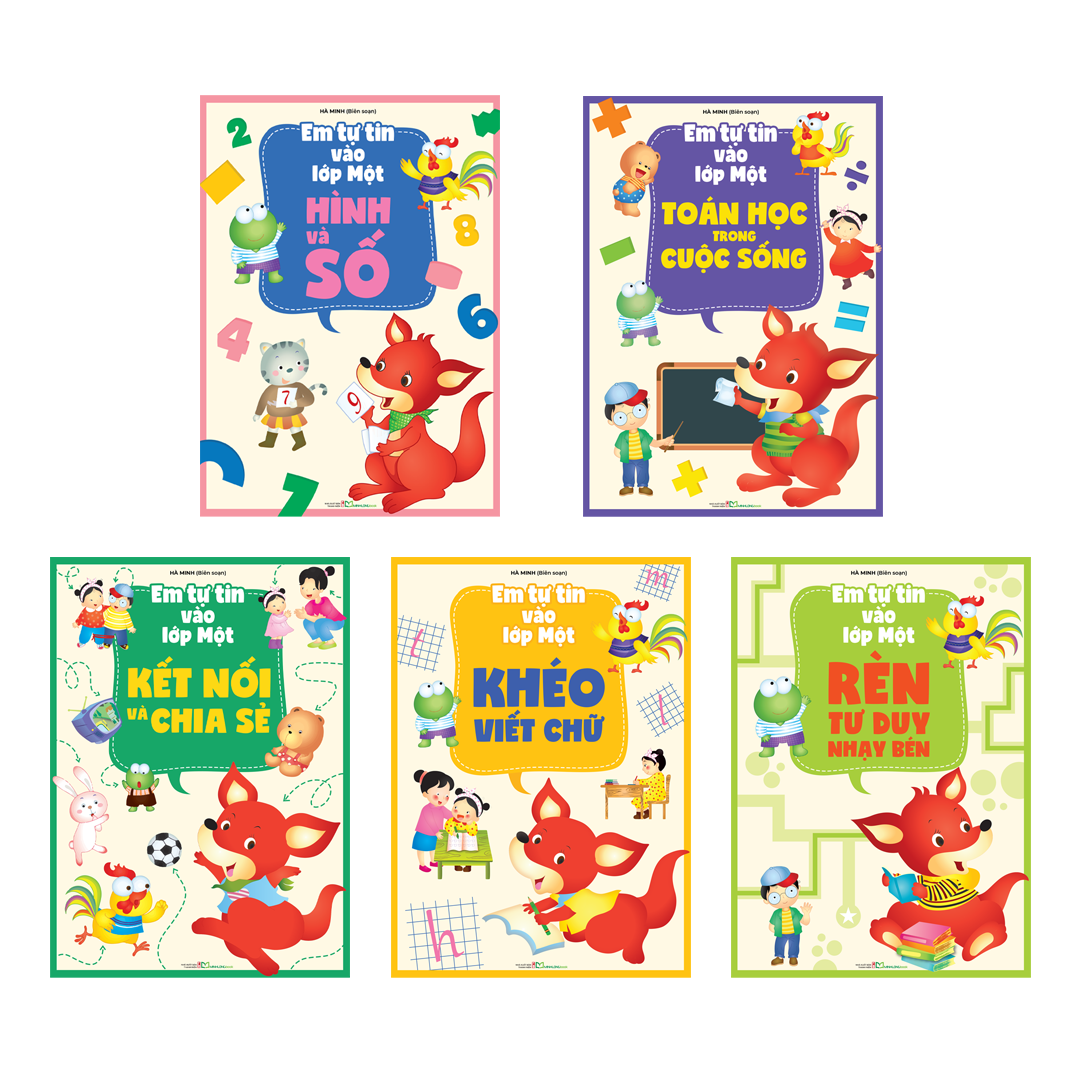 HÀ MINH (Biên soạn)
Em tự tin
vào
lớp Một
HÌNH
và
SỐ
2
8
6
4
7
9
7
HÀ MINH (Biên soạn)
Em tự tin
vào
lớp Một
TOÁN HỌC
TRONG
CUỘC SỐNG
HÀ MINH (Biên soạn)
Em tự tin
vào
lớp Một
KẾT NỐI
VÀ CHIA SẺ
HÀ MINH (Biên soạn)
Em tự tin
vào
lớp Một
KHÉO
VIẾT CHỮ
m
l
h
HÀ MINH (Biên soạn)
Em tự tin
vào
lớp Một
RÈN
TƯ DUY
NHẠY BÉN